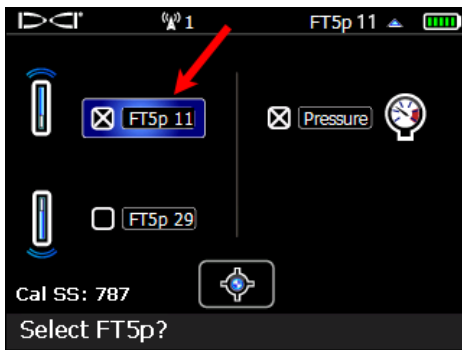 DCI 1 FT5p 11
FT5p 11 Pressure
FT5p 29
Cal SS: 787
Select FT5p?